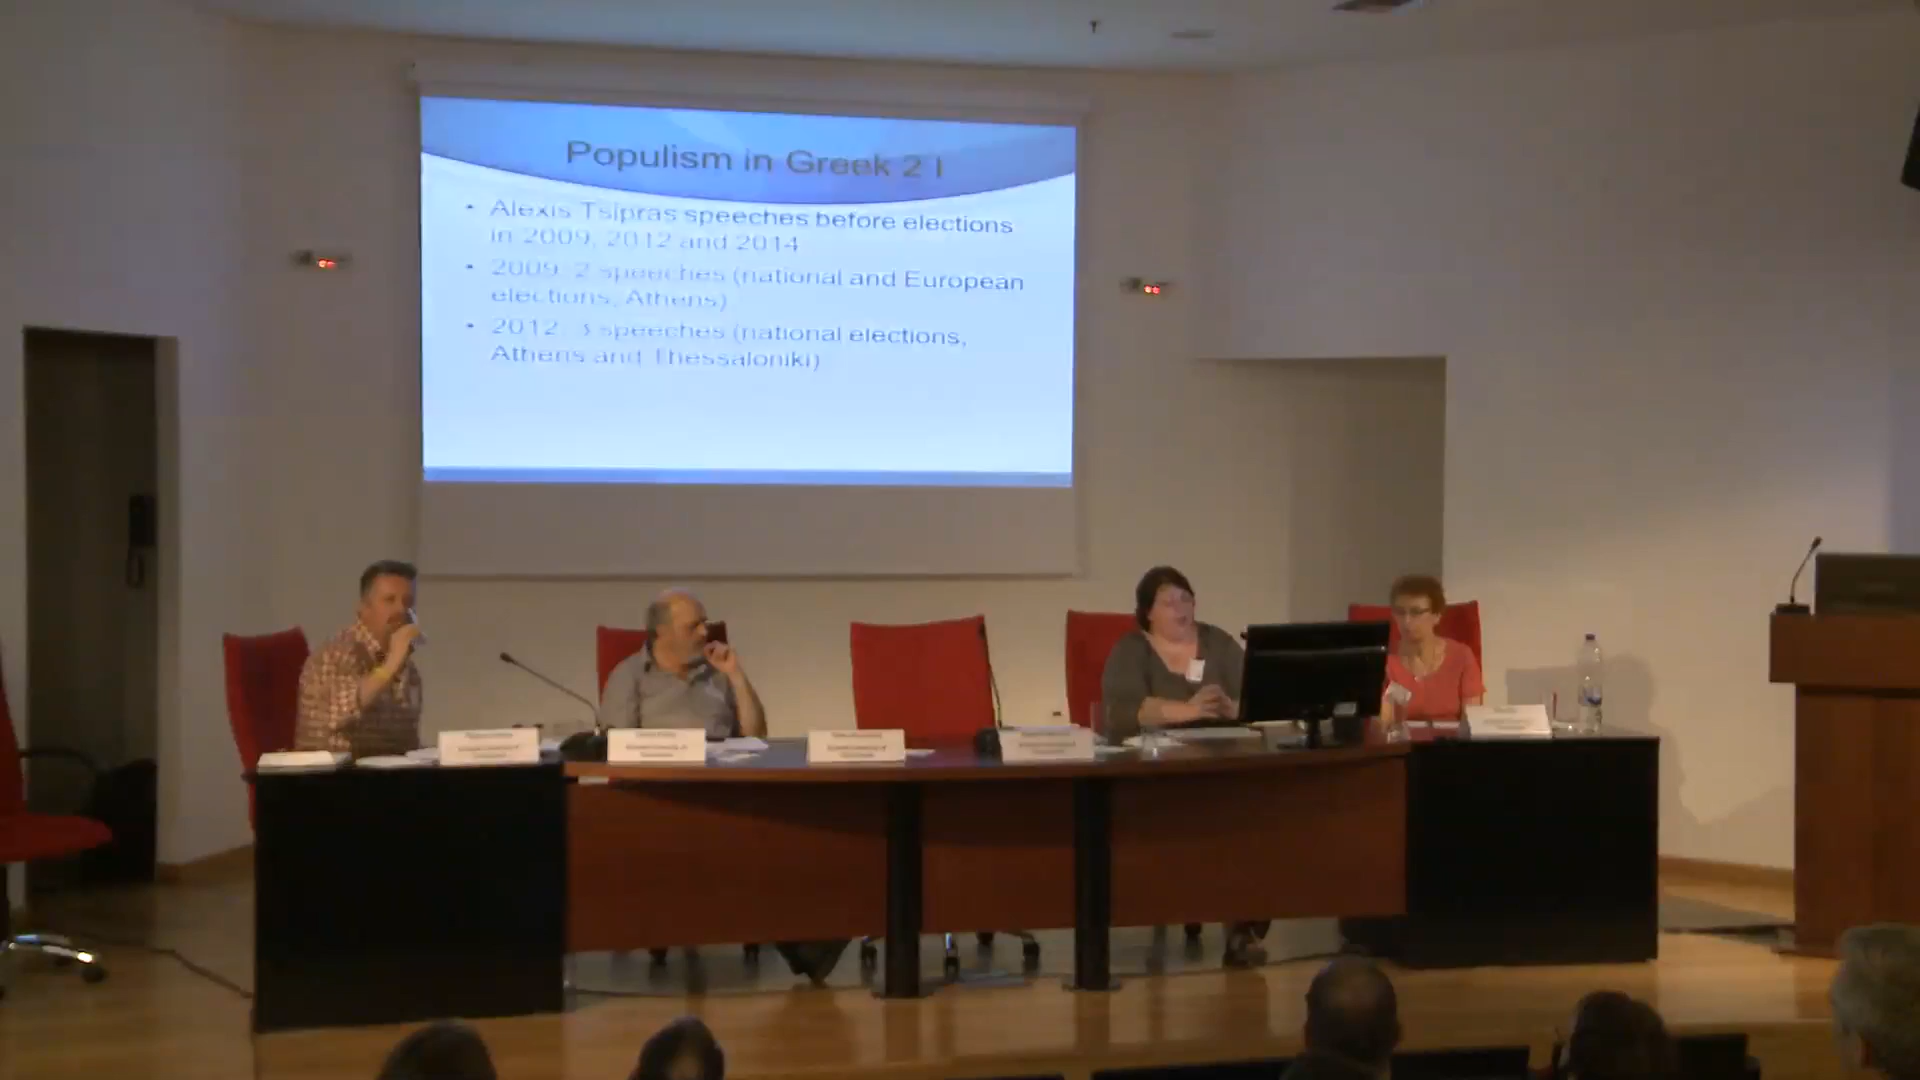 Populism in Greek 2 I
• Alexis Tsipras speeches before elections
in 2009, 2012 and 2014
• 2009: 2 speeches (national and European
elections, Athens)
• 2012: 3 speeches (national elections,
Athens and Thessaloniki)